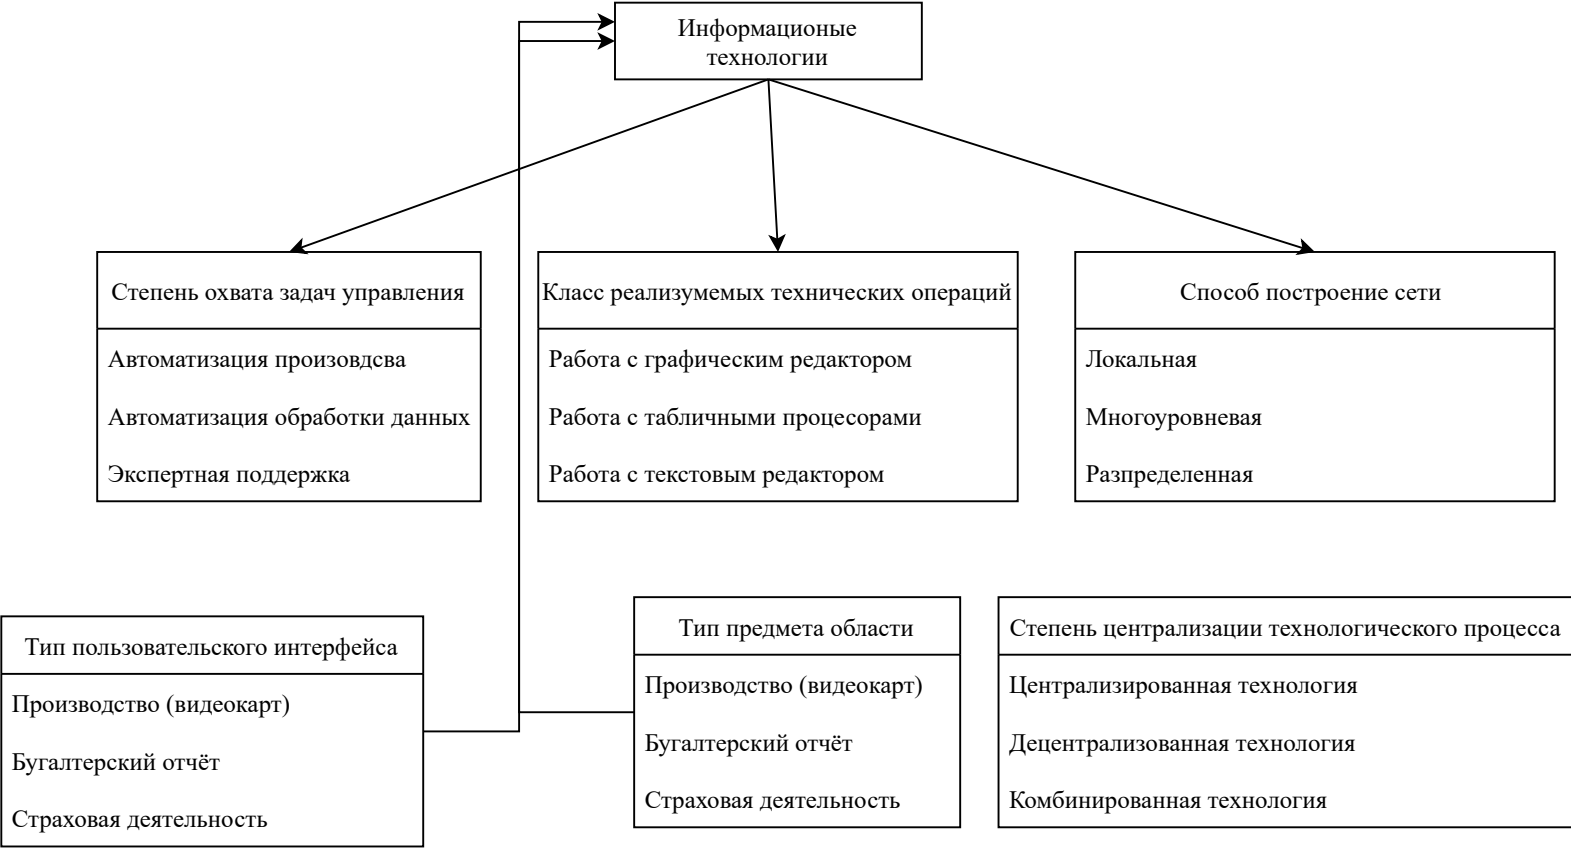 Информационые
технологии
Степень охвата задач управления
Автоматизация произовдсва
Автоматизация обработки данных
Экспертная поддержка
Класс реализумемых технических операций
Работа с графическим редактором
Работа с табличными процесорами
Работа с текстовым редактором
Способ построение сети
Локальная
Многоуровневая
Разпределенная
Тип пользовательского интерфейса
Производство (видеокарт)
Бугалтерский отчёт
Страховая деятельность
Тип предмета области
Производство (видеокарт)
Бугалтерский отчёт
Страховая деятельность
Степень централизации технологического процесса
Централизированная технология
Децентрализованная технология
Комбинированная технология